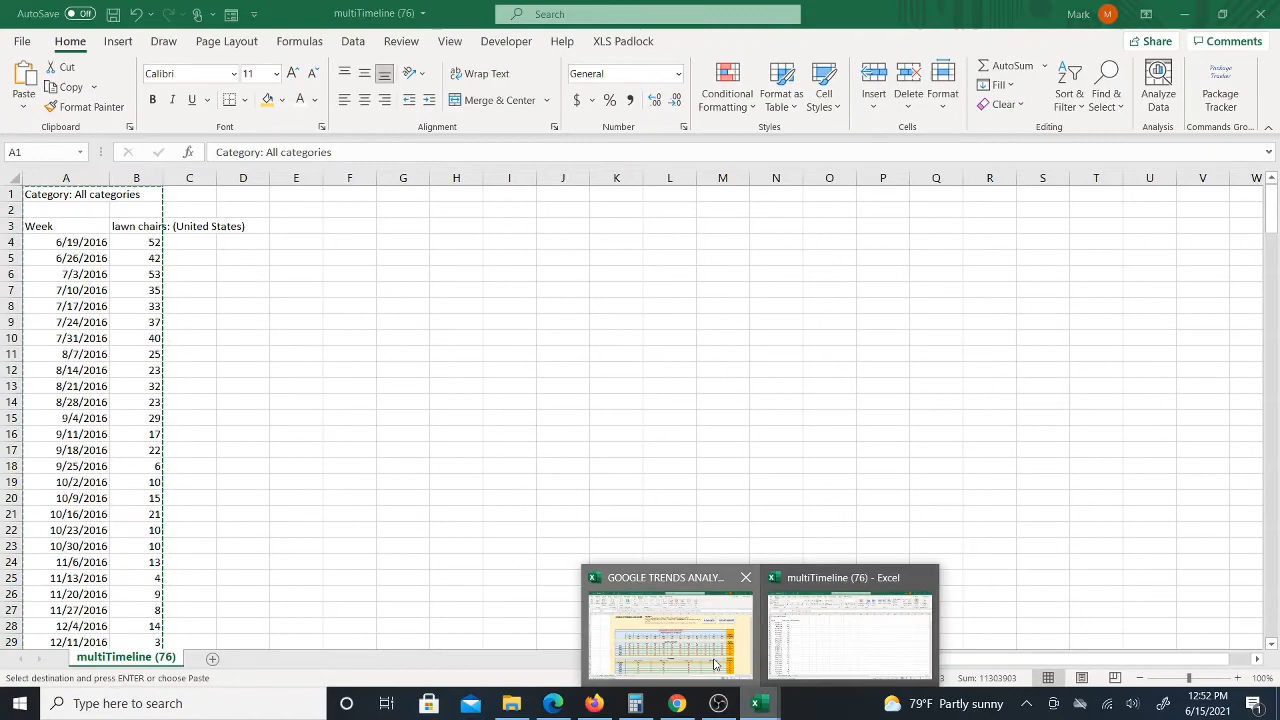 AutoSave Off multiTimeline (76) Search Mark M
File Home Insert Draw Page Layout Formulas Data Review View Developer Help XLS Padlock Share Comments
Paste Cut Copy Format Painter
Calibri 11 A A
B I U A
Wrap Text
Merge & Center
General
$ % ,
Conditional Formatting Format as Table Cell Styles
Insert Delete Format
AutoSum Fill Clear
Sort & Filter Find & Select
Analyze Data
Package Tracker
Package Tracker
Clipboard Font Alignment Number Styles Cells Editing Analysis Commands Gro...
A1 fx Category: All categories
A B C D E F G H I J K L M N O P Q R S T U V W
1 Category: All categories
2
3 Week lawn chairs: (United States)
4 6/19/2016 52
5 6/26/2016 42
6 7/3/2016 53
7 7/10/2016 35
8 7/17/2016 33
9 7/24/2016 37
10 7/31/2016 40
11 8/7/2016 25
12 8/14/2016 23
13 8/21/2016 32
14 8/28/2016 23
15 9/4/2016 29
16 9/11/2016 17
17 9/18/2016 22
18 9/25/2016 6
19 10/2/2016 10
20 10/9/2016 15
21 10/16/2016 21
22 10/23/2016 10
23 10/30/2016 10
24 11/6/2016 13
25 11/13/2016 4
26 11/20/2016
27 11/27/2016
28 12/4/2016
29 12/11/2016 3
GOOGLE TRENDS ANALY... multiTimeline (76) - Excel
multiTimeline (76)
Select destination and press ENTER or choose Paste Sum: 11303903 100%
Type here to search 79°F Partly sunny 12:52 PM
6/15/2021